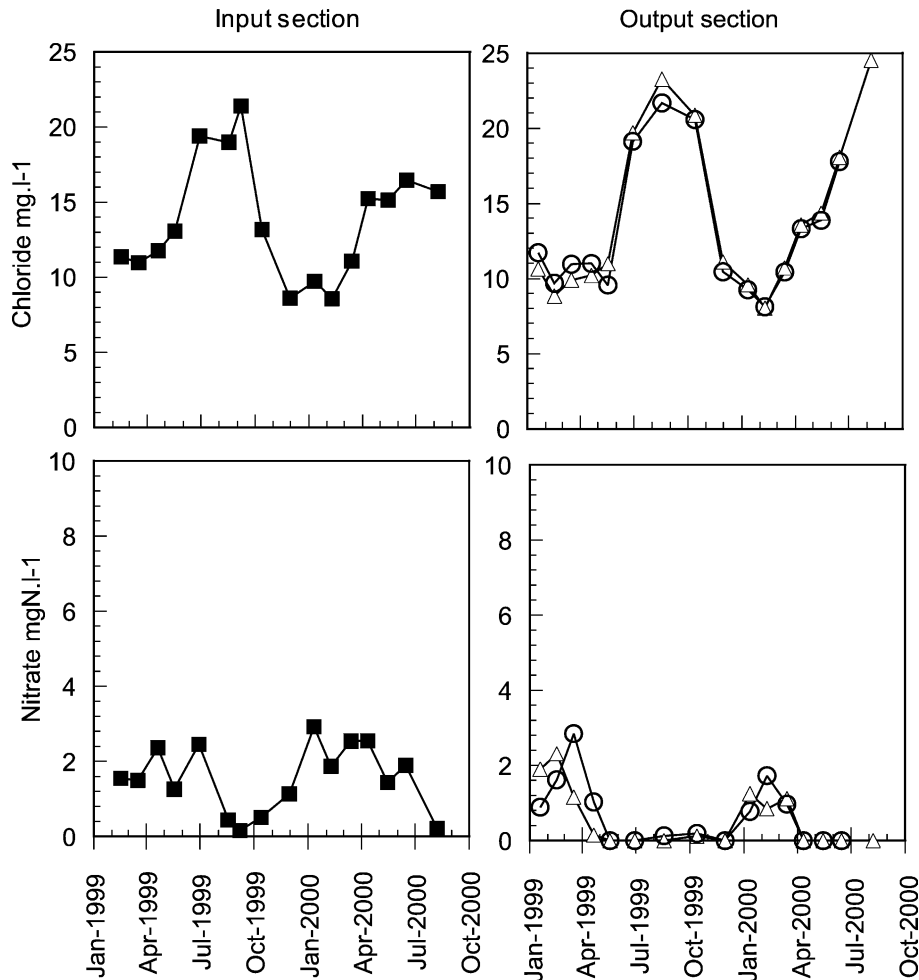 Input section
Output section
Chloride mg.l-1
25
20
15
10
5
0
25
20
15
10
5
0
Nitrate mgN.l-1
10
8
6
4
2
0
10
8
6
4
2
0
Jan-1999
Apr-1999
Jul-1999
Oct-1999
Jan-2000
Apr-2000
Jul-2000
Oct-2000
Jan-1999
Apr-1999
Jul-1999
Oct-1999
Jan-2000
Apr-2000
Jul-2000
Oct-2000